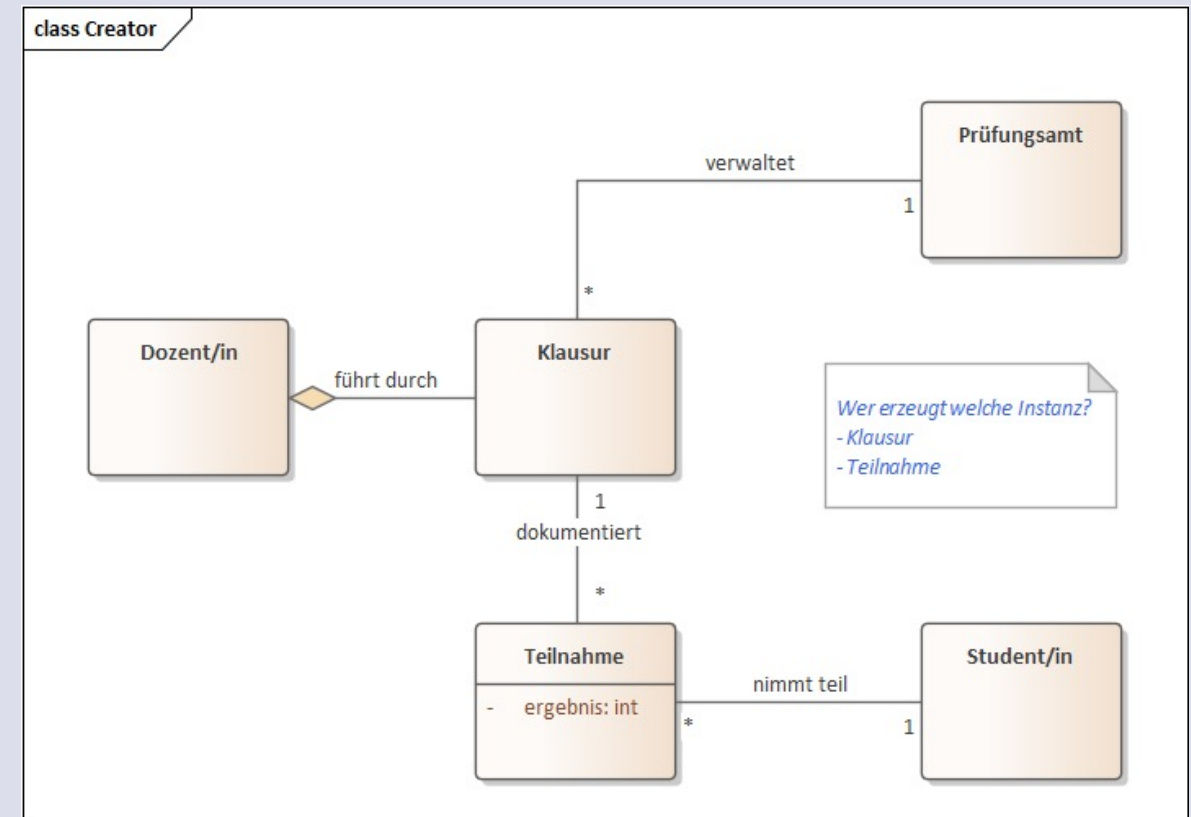 class Creator
Prüfungsamt
verwaltet
1
*
Dozent/in
führt durch
Klausur
Wer erzeugt welche Instanz?
- Klausur
- Teilnahme
1
dokumentiert
*
Teilnahme
- ergebnis: int
nimmt teil
*
1
Student/in